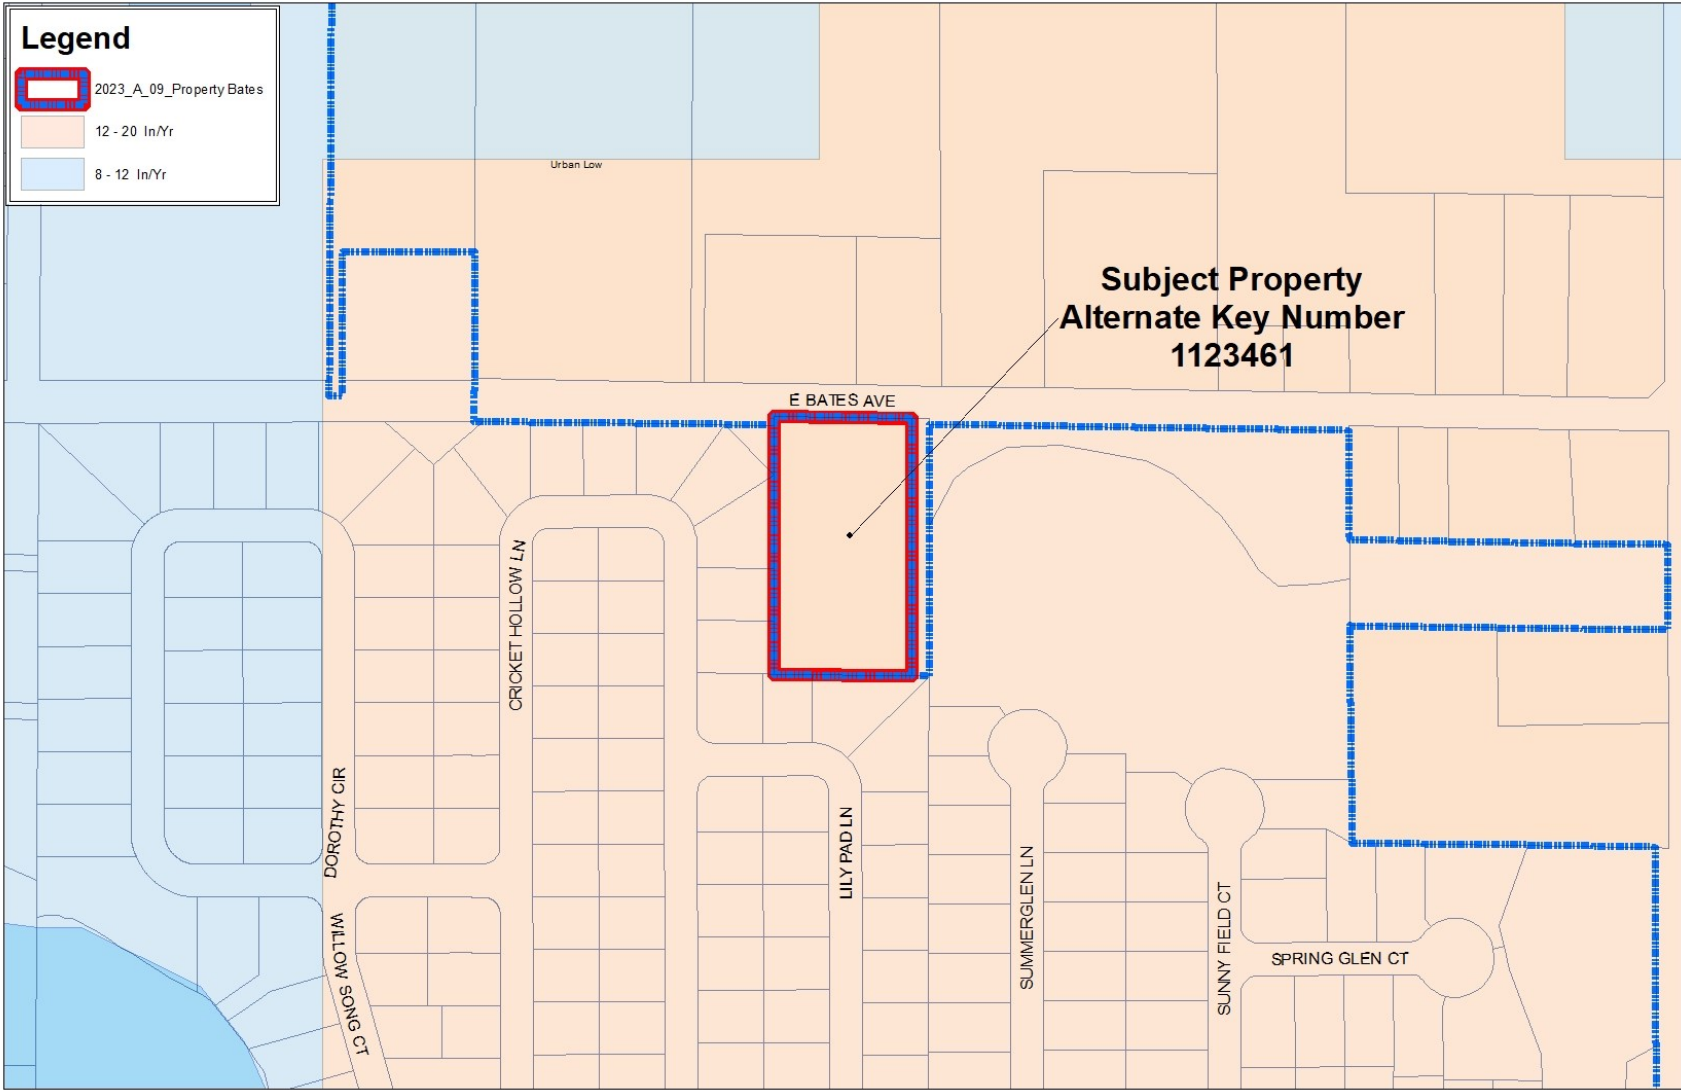 Legend
2023_A_09_Property Bates
12 - 20 In/Yr
8 - 12 In/Yr
Urban Low
Subject Property
Alternate Key Number
1123461
E BATES AVE
CRICKET HOLLOW LN
DOROTHY CIR
LILY PAD LN
SUMMERGLEN LN
SUNNY FIELD CT
SPRING GLEN CT
WILLOW SONG CT